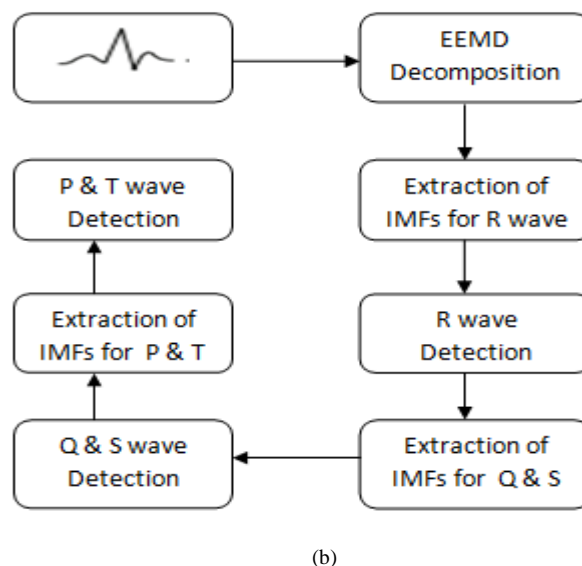 EEMD
Decomposition
P & T wave
Detection
Extraction of
IMFs for R wave
Extraction of
IMFs for P & T
R wave
Detection
Q & S wave
Detection
Extraction of
IMFs for Q & S
(b)